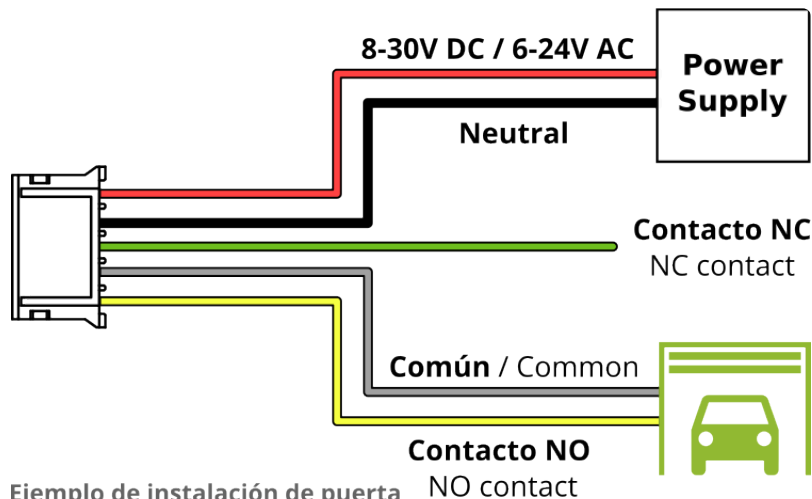 8-30V DC / 6-24V AC
Power
Supply
Neutral
Contacto NC
NC contact
Común / Common
Contacto NO
NO contact
Ejemplo de instalación de puerta